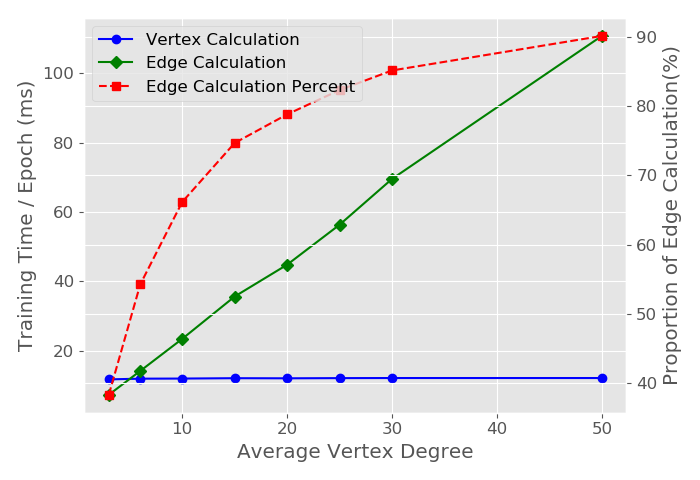 Vertex Calculation
Edge Calculation
Edge Calculation Percent
Training Time / Epoch (ms)
100
80
60
40
20
90
80
70
60
50
40
Proportion of Edge Calculation(%)
10
20
30
40
50
Average Vertex Degree